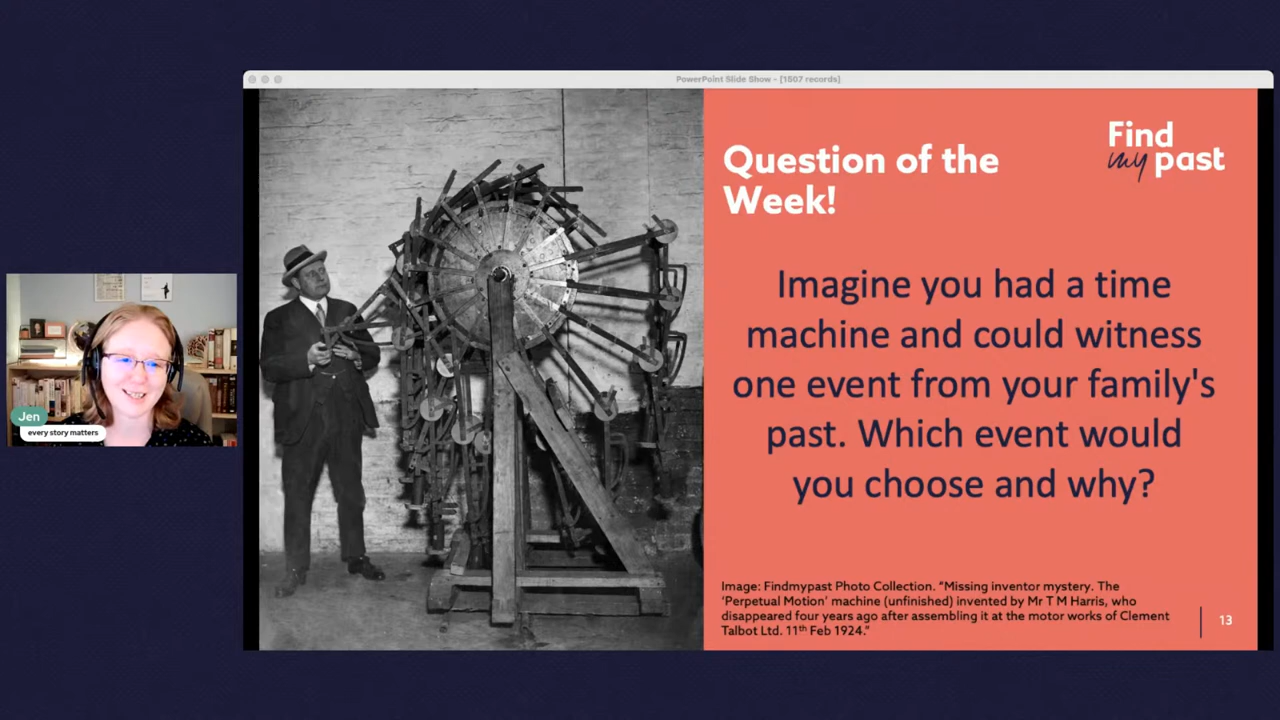 PowerPoint Slide Show - [1507 records]
Find
my past
Question of the
Week!
Imagine you had a time
machine and could witness
one event from your family's
past. Which event would
you choose and why?
Image: Findmypast Photo Collection. "Missing inventor mystery. The
'Perpetual Motion' machine (unfinished) invented by Mr T M Harris, who
disappeared four years ago after assembling it at the motor works of Clement
Talbot Ltd. 11th Feb 1924."
13
Jen
every story matters